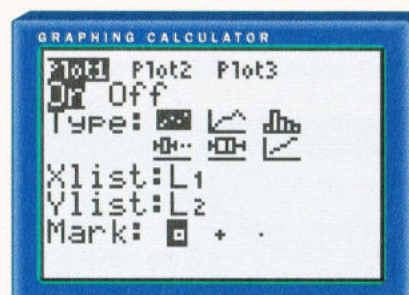 GRAPHING CALCULATOR
Plot1 Plot2 Plot3
On Off
Type:
Xlist:L1
Ylist:L2
Mark: + ·